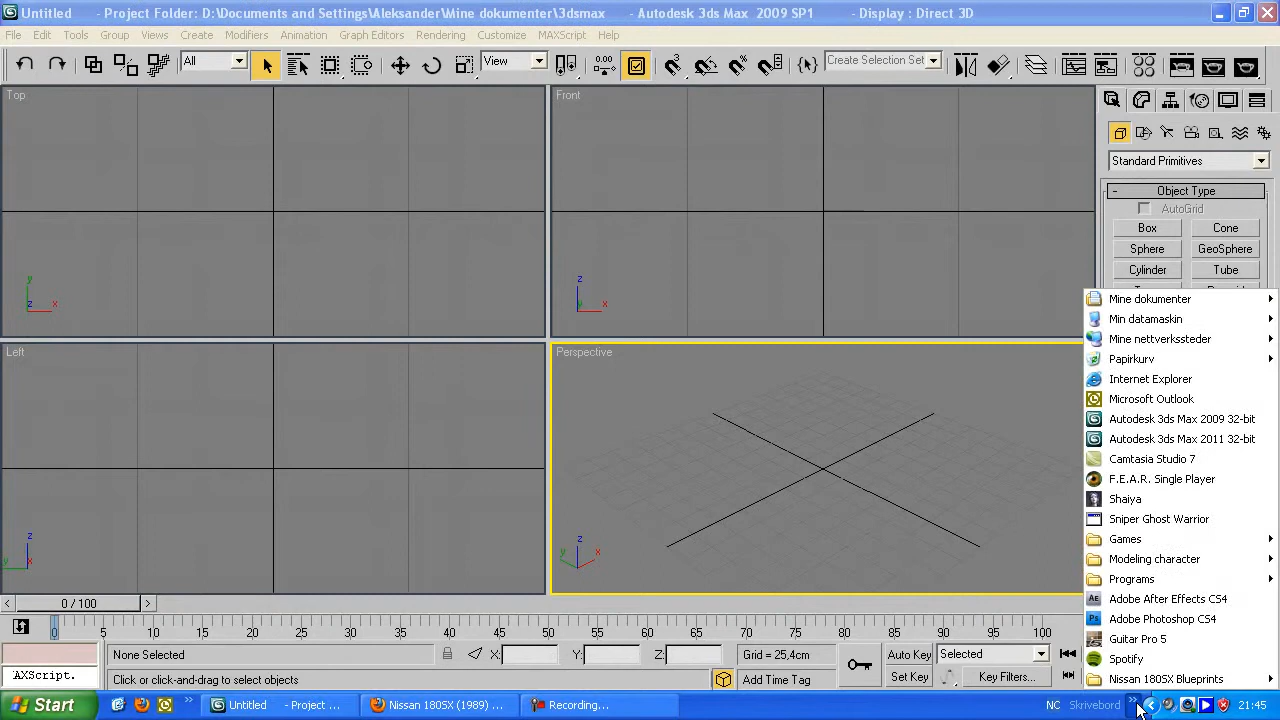 Untitled - Project Folder: D:\Documents and Settings\Aleksander\Mine dokumenter\3dsmax - Autodesk 3ds Max 2009 SP1 - Display : Direct 3D
File Edit Tools Group Views Create Modifiers Animation Graph Editors Rendering Customize MAXScript Help
All View 0.00 Create Selection Set
Top
Front
Standard Primitives
- Object Type
AutoGrid
Box Cone
Sphere GeoSphere
Cylinder Tube
y
z x
z
y x
Left
Perspective
z
y x
z
y x
Mine dokumenter
Min datamaskin
Mine nettverkssteder
Papirkurv
Internet Explorer
Microsoft Outlook
Autodesk 3ds Max 2009 32-bit
Autodesk 3ds Max 2011 32-bit
Camtasia Studio 7
F.E.A.R. Single Player
Shaiya
Sniper Ghost Warrior
Games
Modeling character
Programs
Adobe After Effects CS4
Adobe Photoshop CS4
Guitar Pro 5
Spotify
Nissan 180SX Blueprints
< 0 / 100 >
0 5 10 15 20 25 30 35 40 45 50 55 60 65 70 75 80 85 90 95 100
None Selected X: Y: Z: Grid = 25,4cm Auto Key Selected
iAXScript. Click or click-and-drag to select objects Add Time Tag Set Key Key Filters...
Start Untitled - Project ... Nissan 180SX (1989) ... Recording... NC Skrivebord 21:45